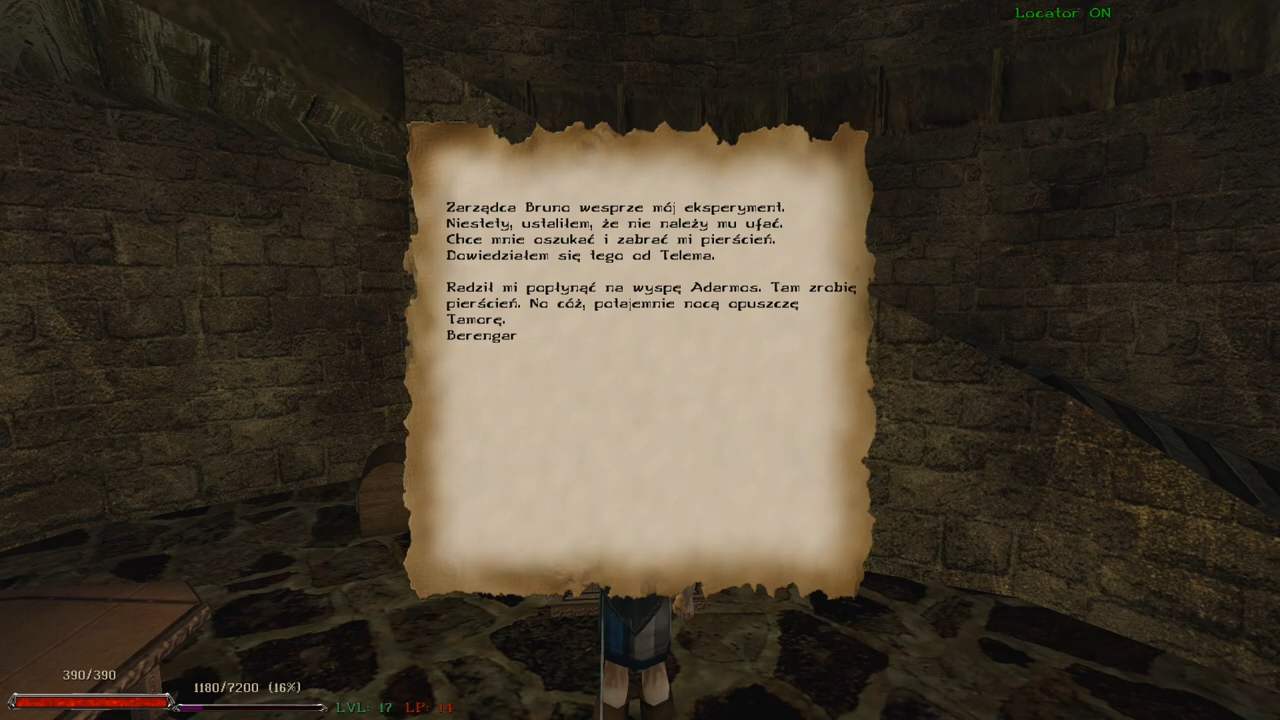 Locator ON
Zarządca Bruno wesprze mój eksperyment.
Niestety, ustaliłem, że nie należy mu ufać.
Chce mnie oszukać i zabrać mi pierścień.
Dowiedziałem się tego od Telema.
Radził mi popłynąć na wyspę Adarmos. Tam zrobię
pierścień. No cóż, potajemnie nocą opuszczę
Tamorę.
Berengar
390/390
1180/7200 (16%)
LVL: 17 LP: 14